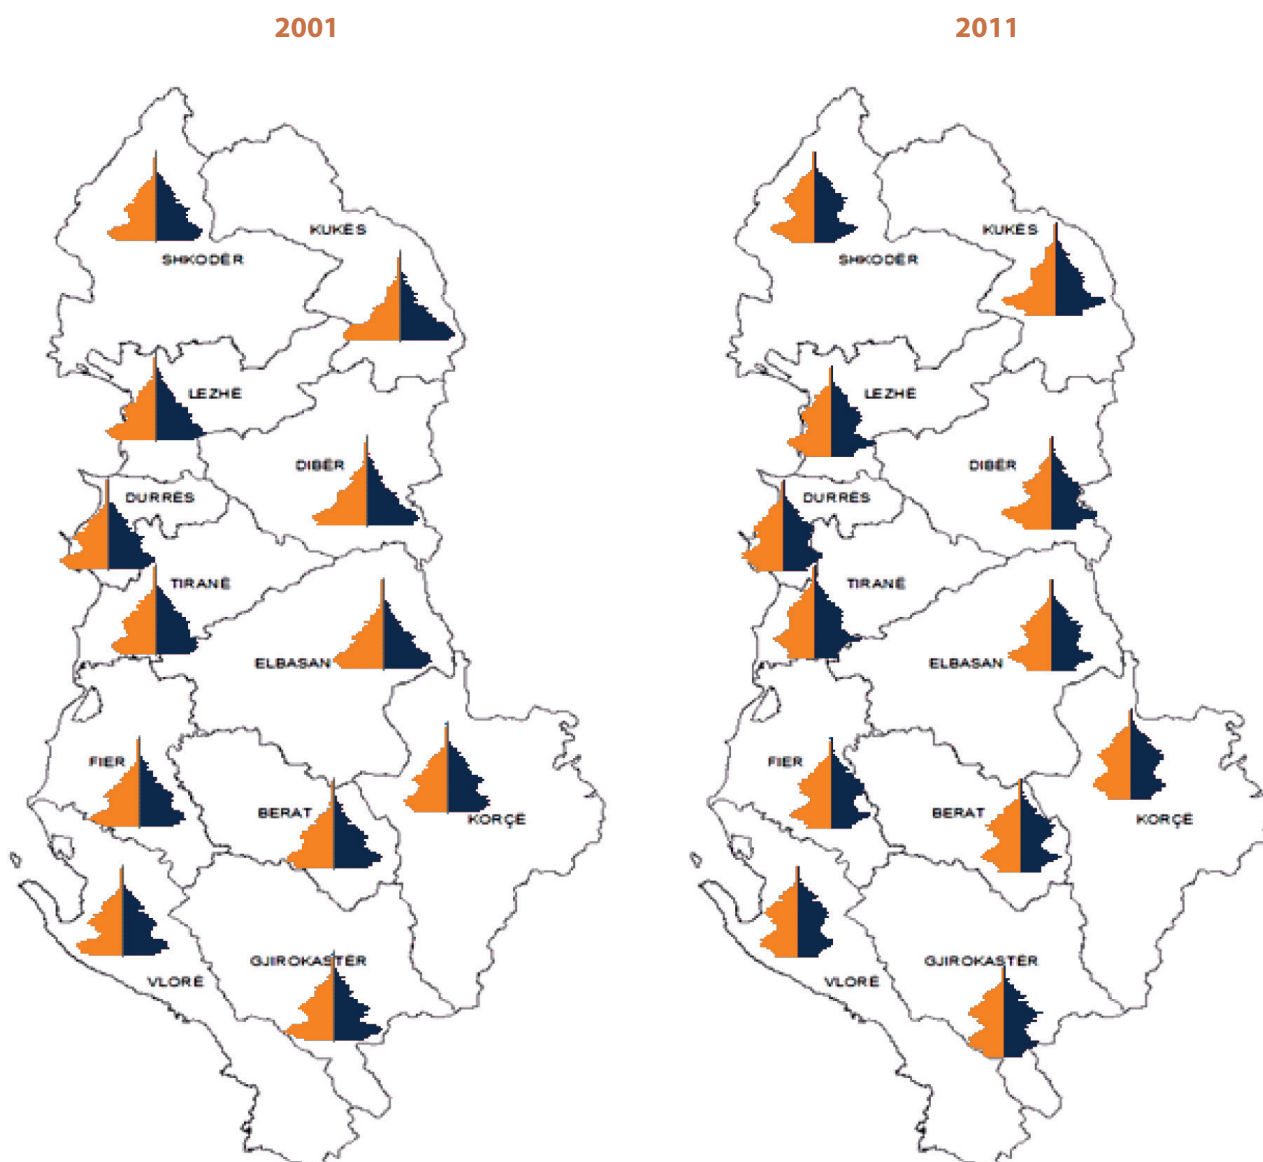 2001
KUKËS
SHKODËR
LEZHË
DIBËR
DURRËS
TIRANË
ELBASAN
FIER
BERAT
KORÇË
GJIROKASTËR
VLORË
2011
KUKËS
SHKODËR
LEZHË
DIBËR
DURRËS
TIRANË
ELBASAN
FIER
BERAT
KORÇË
GJIROKASTËR
VLORË